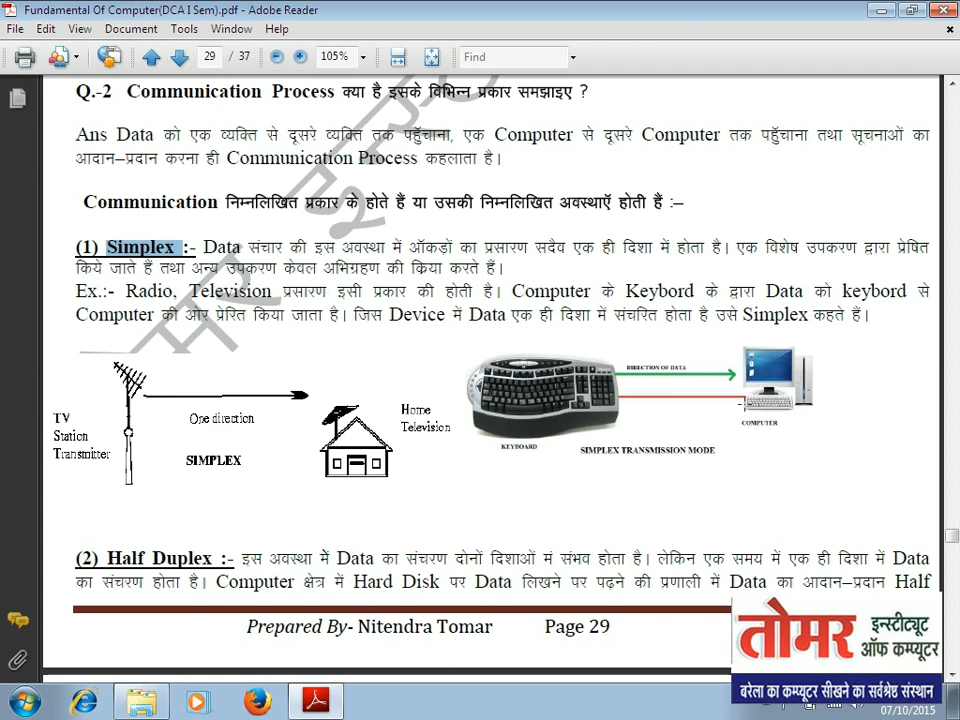 Fundamental Of Computer(DCA I Sem).pdf - Adobe Reader
File Edit View Document Tools Window Help
29 / 37 105% Find
Q.-2 Communication Process क्या है इसके विभिन्न प्रकार समझाइए ?
Ans Data को एक व्यक्ति से दूसरे व्यक्ति तक पहुँचाना, एक Computer से दूसरे Computer तक पहुँचाना तथा सूचनाओं का
आदान–प्रदान करना ही Communication Process कहलाता है।
Communication निम्नलिखित प्रकार के होते हैं या उसकी निम्नलिखित अवस्थाऍ होती हैं :–
(1) Simplex :- Data संचार की इस अवस्था में ऑकड़ों का प्रसारण सदैव एक ही दिशा में होता है। एक विशेष उपकरण द्वारा प्रेषित
किये जाते हैं तथा अन्य उपकरण केवल अभिग्रहण की किया करते हैं।
Ex.:- Radio, Television प्रसारण इसी प्रकार की होती है। Computer के Keybord के द्वारा Data को keybord से
Computer की ओर प्रेरित किया जाता है। जिस Device में Data एक ही दिशा में संचरित होता है उसे Simplex कहते हैं।
TV
Station
Transmitter
One direction
SIMPLEX
Home
Television
DIRECTION OF DATA
KEYBOARD
COMPUTER
SIMPLEX TRANSMISSION MODE
(2) Half Duplex :- इस अवस्था में Data का संचरण दोनों दिशाओं मं संभव होता है। लेकिन एक समय में एक ही दिशा में Data
का संचरण होता है। Computer क्षेत्र में Hard Disk पर Data लिखने पर पढ़ने की प्रणाली में Data का आदान–प्रदान Half
Prepared By- Nitendra Tomar Page 29
तोमर इन्स्टीट्यूट
ऑफ कम्प्यूटर
बरेला का कम्प्यूटर सीखने का सर्वश्रेष्ठ संस्थान
07/10/2015